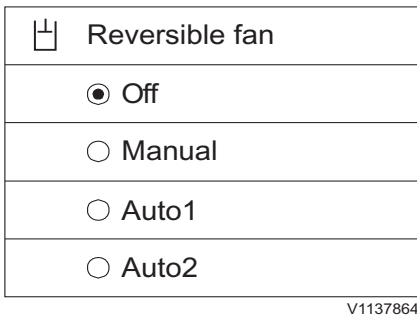 Reversible fan
Off
Manual
Auto1
Auto2
V1137864